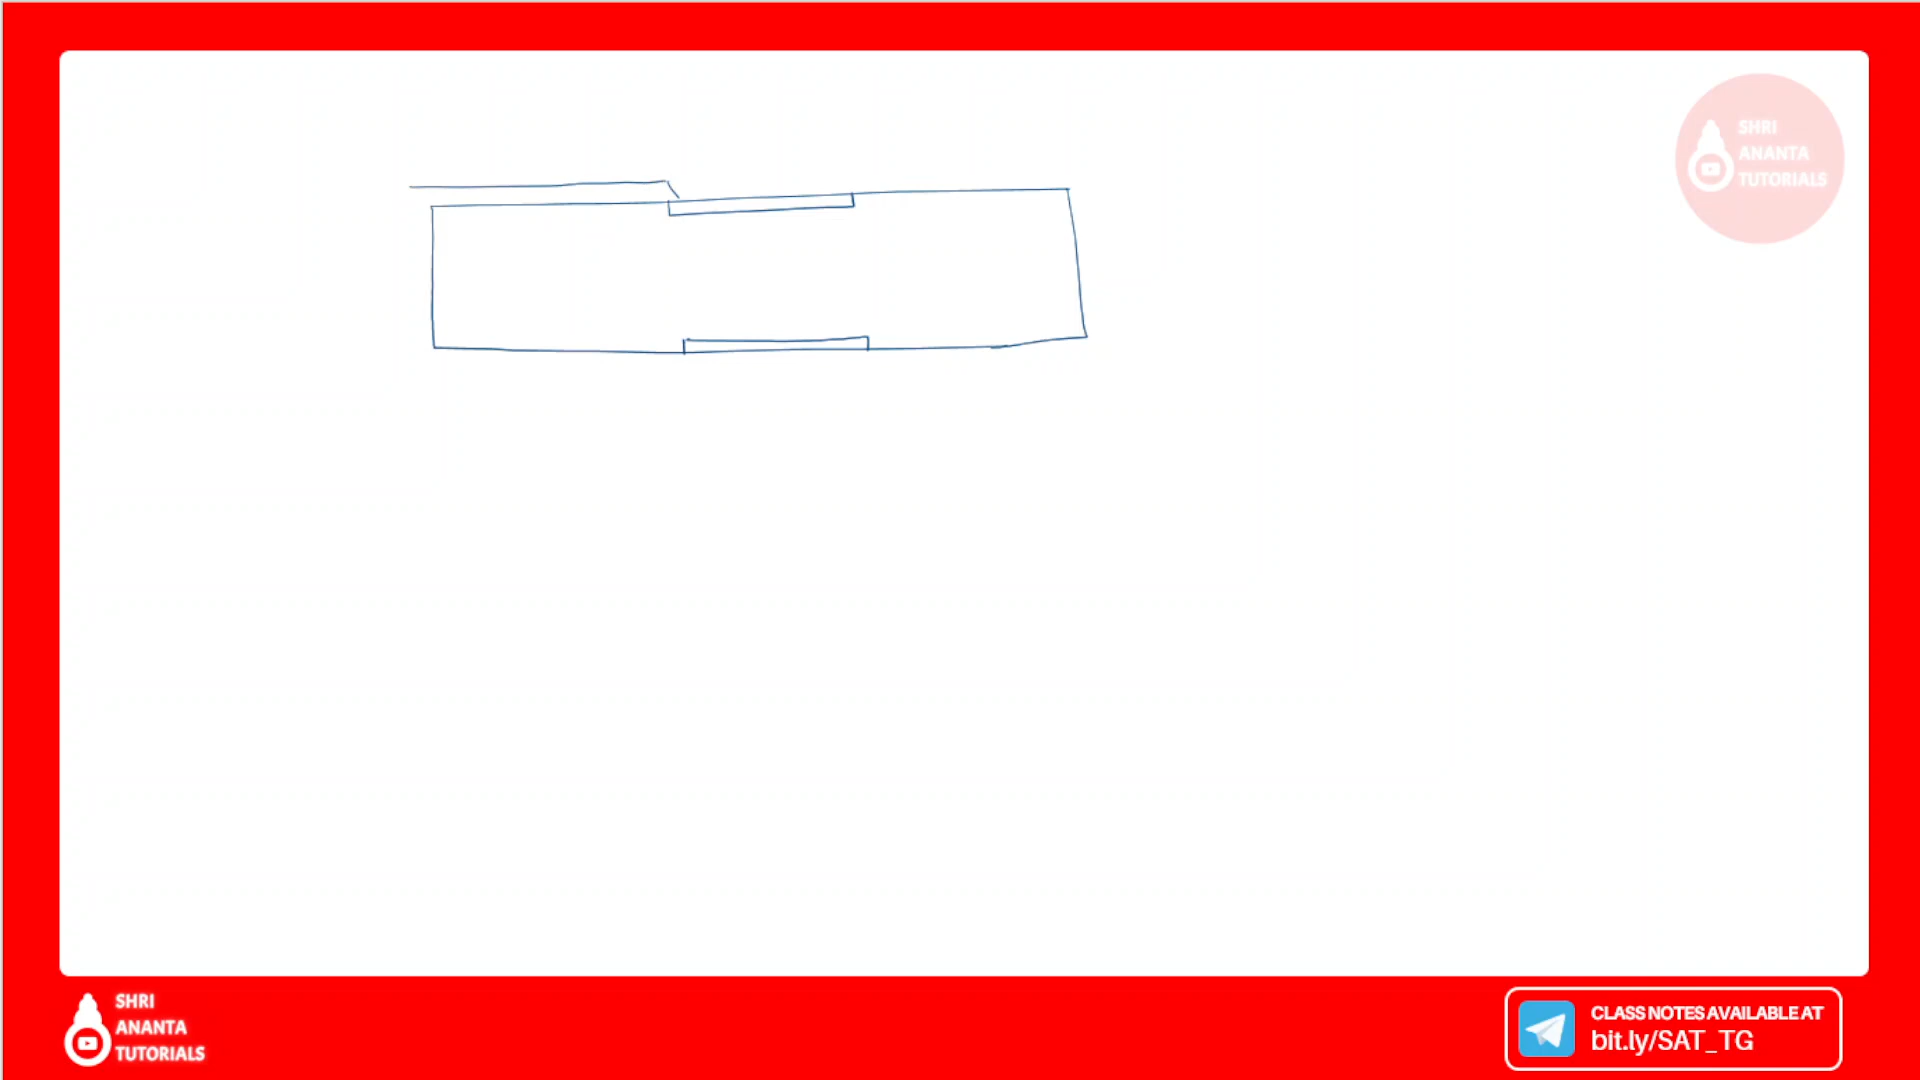 SHRI
ANANTA
TUTORIALS
SHRI
ANANTA
TUTORIALS
CLASS NOTES AVAILABLE AT
bit.ly/SAT_TG